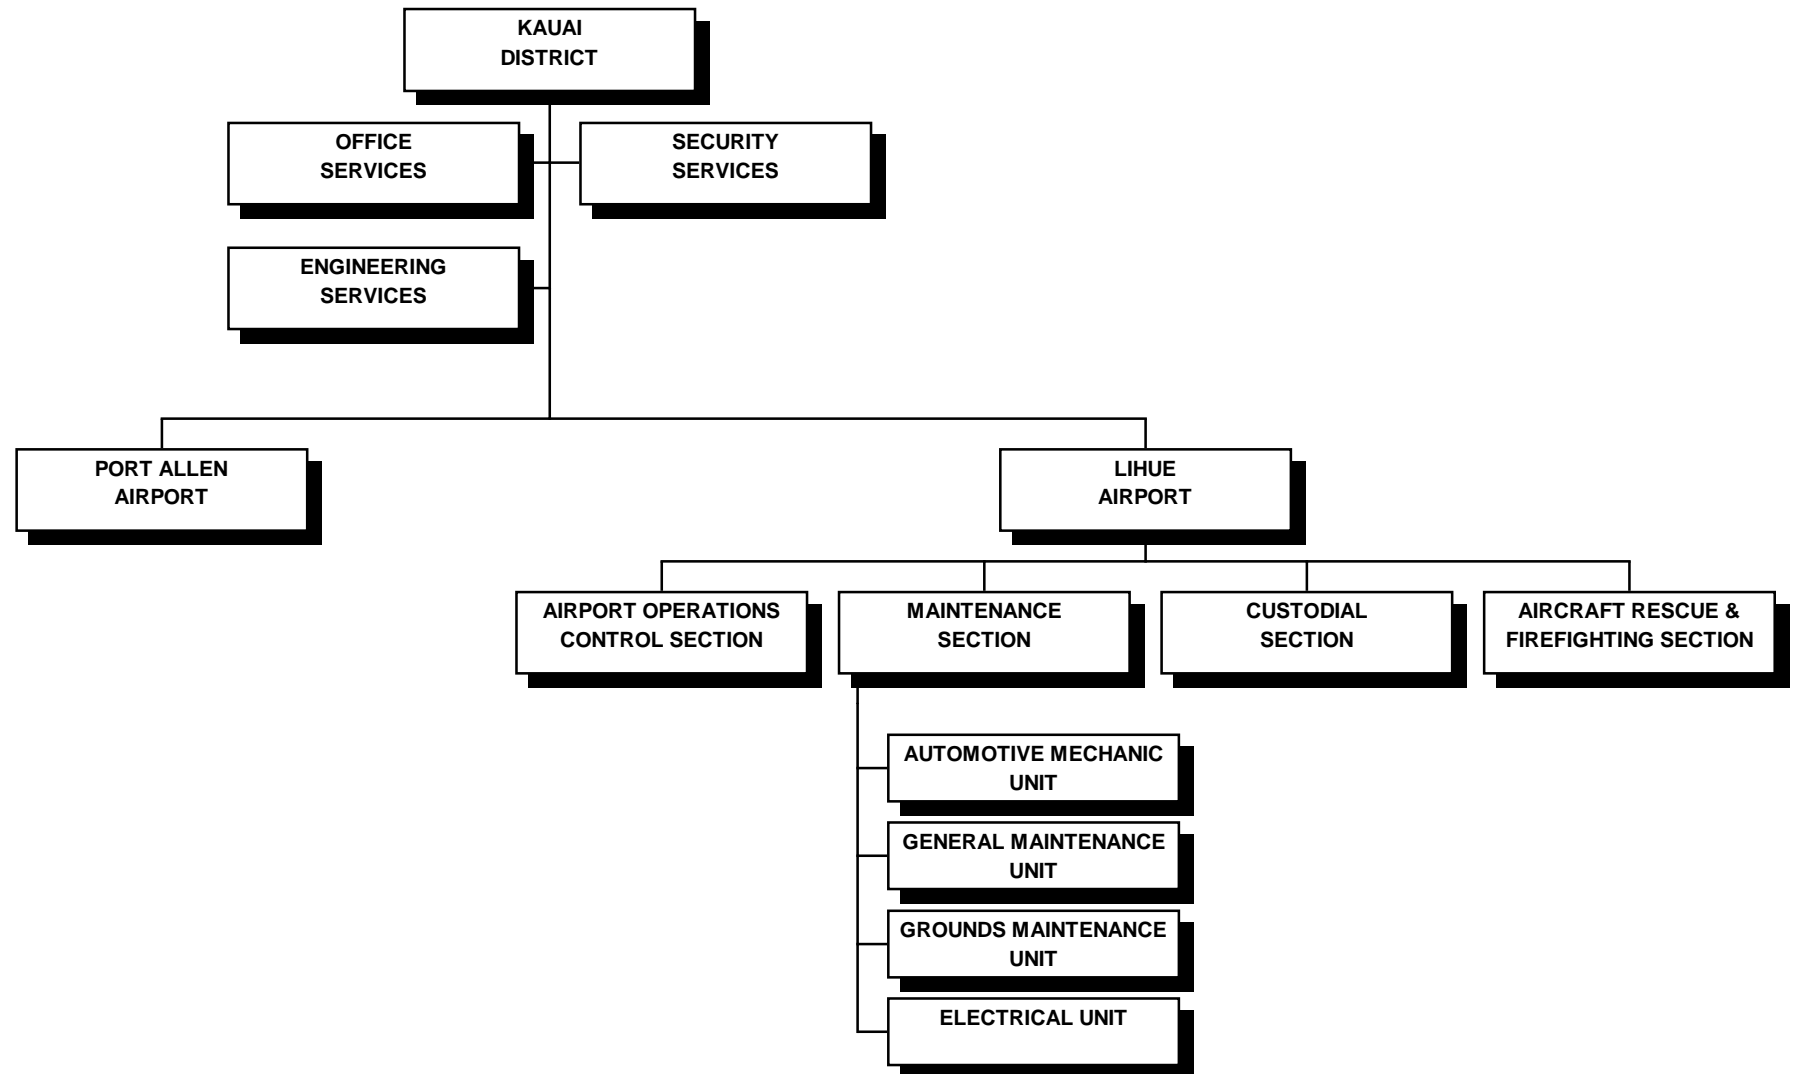 KAUAI
DISTRICT
OFFICE
SERVICES
SECURITY
SERVICES
ENGINEERING
SERVICES
PORT ALLEN
AIRPORT
LIHUE
AIRPORT
AIRPORT OPERATIONS
CONTROL SECTION
MAINTENANCE
SECTION
CUSTODIAL
SECTION
AIRCRAFT RESCUE &
FIREFIGHTING SECTION
AUTOMOTIVE MECHANIC
UNIT
GENERAL MAINTENANCE
UNIT
GROUNDS MAINTENANCE
UNIT
ELECTRICAL UNIT